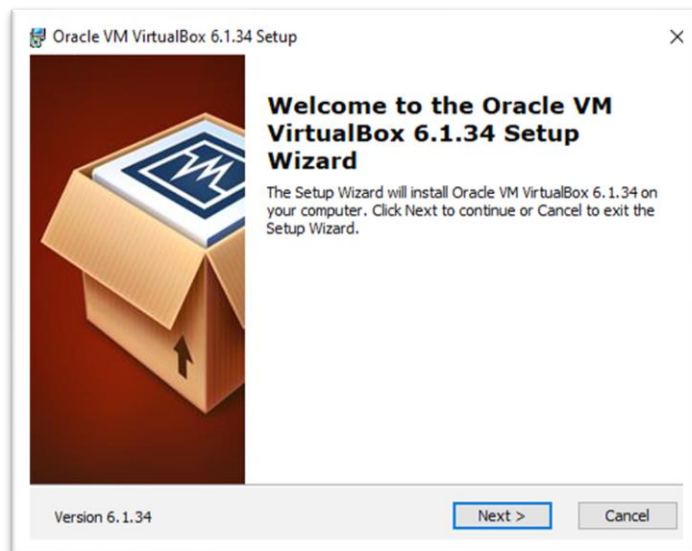 Oracle VM VirtualBox 6.1.34 Setup
Welcome to the Oracle VM
VirtualBox 6.1.34 Setup
Wizard
The Setup Wizard will install Oracle VM VirtualBox 6.1.34 on
your computer. Click Next to continue or Cancel to exit the
Setup Wizard.
Version 6.1.34
Next >
Cancel